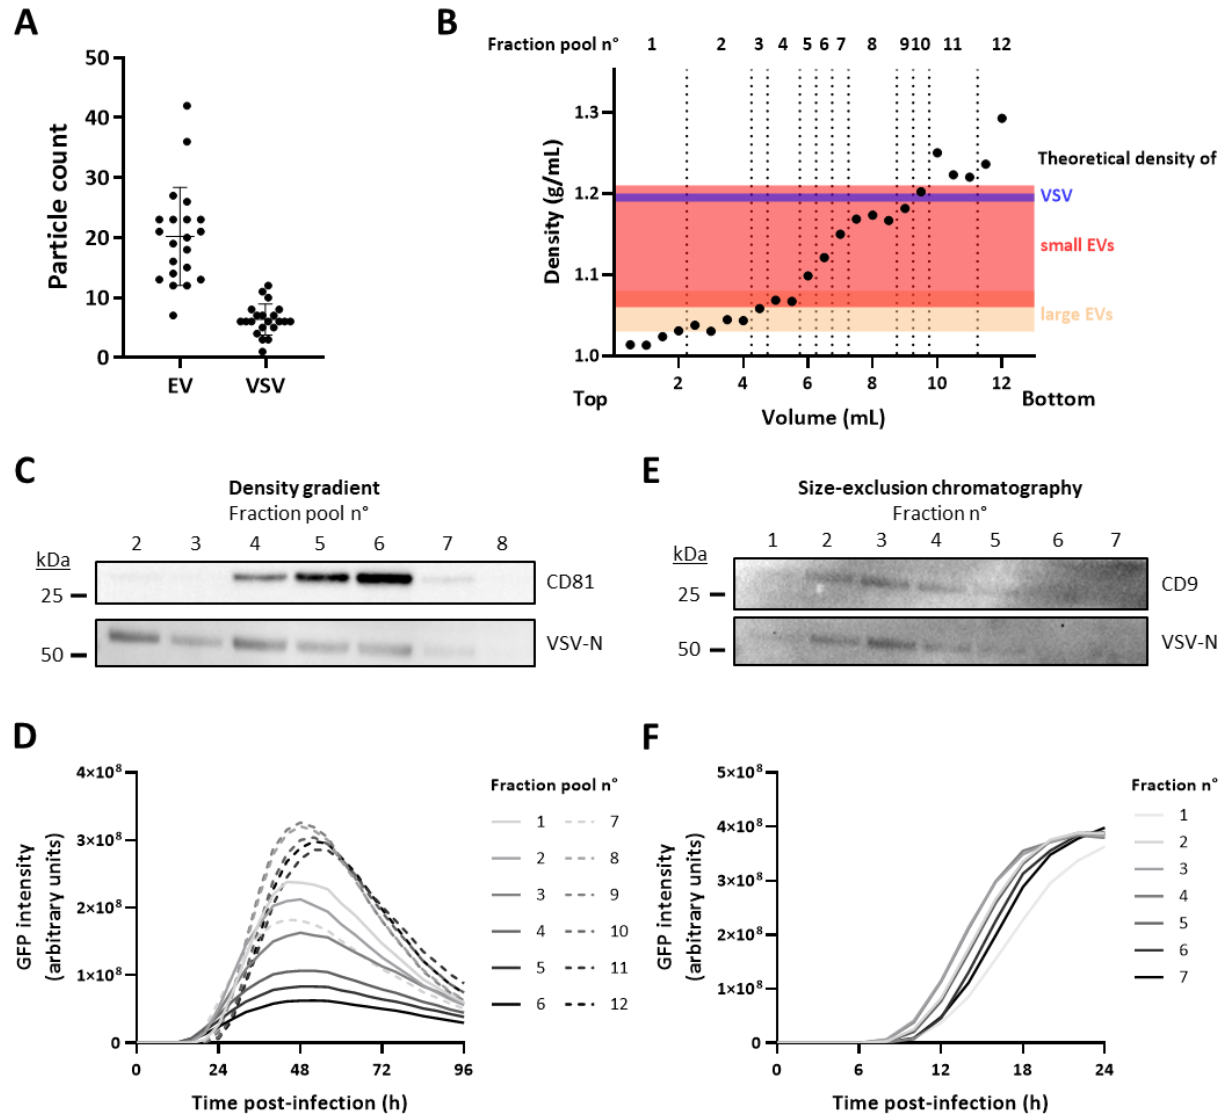 A
Particle count
50
40
30
20
10
0
EV VSV
B
Fraction pool n° 1 2 3 4 5 6 7 8 9 10 11 12
Density (g/mL)
1.3
1.2
1.1
1.0
2 4 6 8 10 12
Top Bottom
Volume (mL)
Theoretical density of
VSV
small EVs
large EVs
C
Density gradient
Fraction pool n°
kDa 2 3 4 5 6 7 8
25 CD81
50 VSV-N
E
Size-exclusion chromatography
Fraction n°
kDa 1 2 3 4 5 6 7
25 CD9
50 VSV-N
D
GFP intensity
(arbitrary units)
4×10⁸
3×10⁸
2×10⁸
1×10⁸
0
0 24 48 72 96
Time post-infection (h)
Fraction pool n°
1 7
2 8
3 9
4 10
5 11
6 12
F
GFP intensity
(arbitrary units)
5×10⁸
4×10⁸
3×10⁸
2×10⁸
1×10⁸
0
0 6 12 18 24
Time post-infection (h)
Fraction n°
1
2
3
4
5
6
7